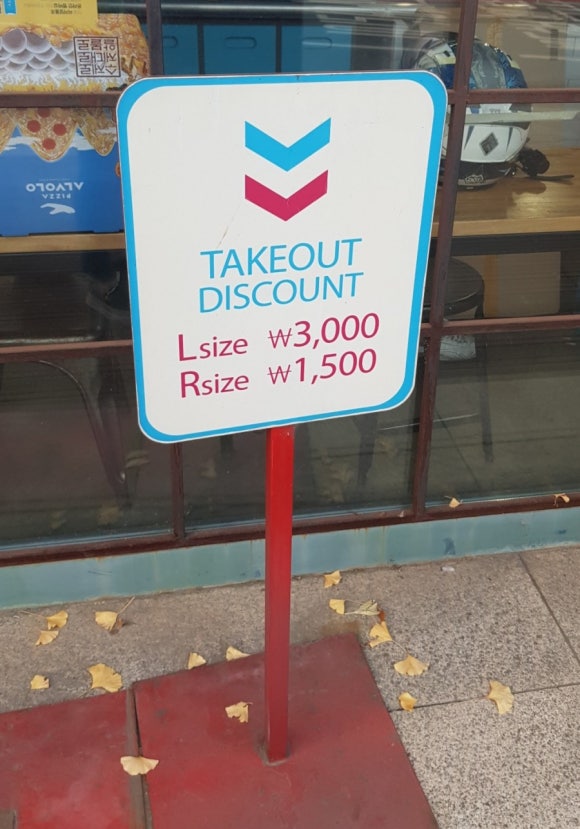 TAKEOUT
DISCOUNT
Lsize ₩3,000
Rsize ₩1,500
PIZZA
ALVOLO